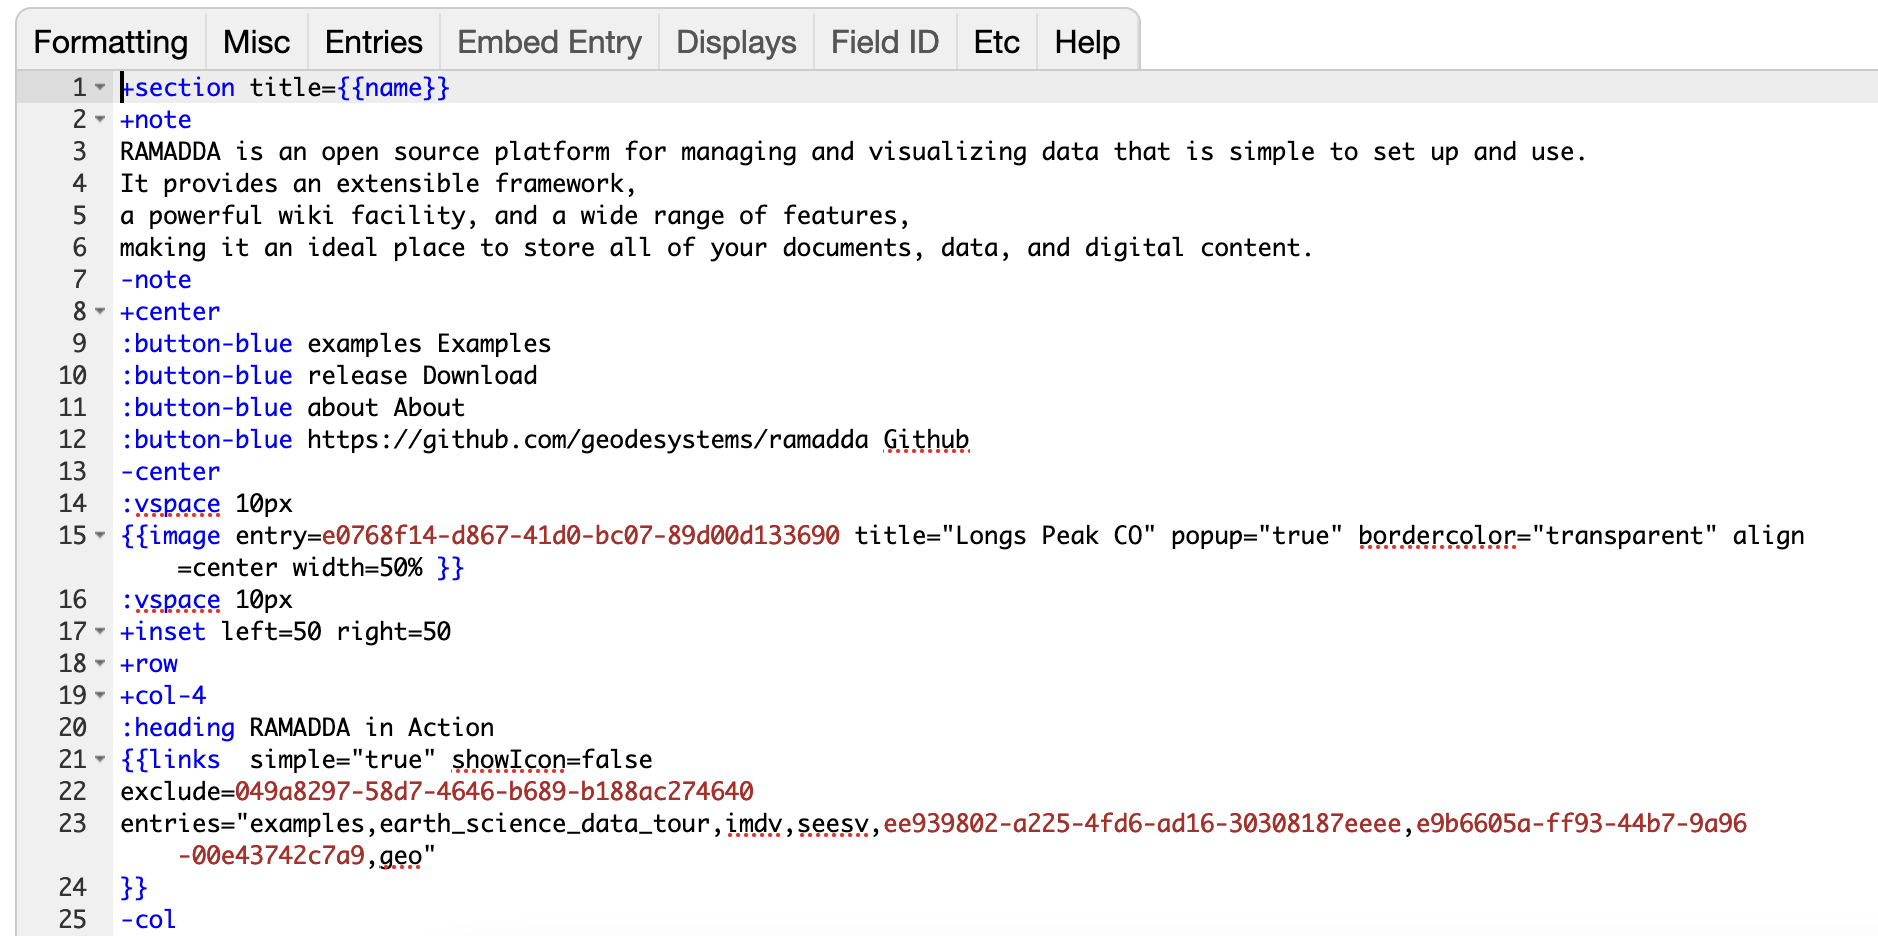 Formatting Misc Entries Embed Entry Displays Field ID Etc Help
1 +section title={{name}}
2 +note
3 RAMADDA is an open source platform for managing and visualizing data that is simple to set up and use.
4 It provides an extensible framework,
5 a powerful wiki facility, and a wide range of features,
6 making it an ideal place to store all of your documents, data, and digital content.
7 -note
8 +center
9 :button-blue examples Examples
10 :button-blue release Download
11 :button-blue about About
12 :button-blue https://github.com/geodesystems/ramadda Github
13 -center
14 :vspace 10px
15 {{image entry=e0768f14-d867-41d0-bc07-89d00d133690 title="Longs Peak CO" popup="true" bordercolor="transparent" align
=center width=50% }}
16 :vspace 10px
17 +inset left=50 right=50
18 +row
19 +col-4
20 :heading RAMADDA in Action
21 {{links  simple="true" showIcon=false
22 exclude=049a8297-58d7-4646-b689-b188ac274640
23 entries="examples,earth_science_data_tour,imdv,seesv,ee939802-a225-4fd6-ad16-30308187eeee,e9b6605a-ff93-44b7-9a96
-00e43742c7a9,geo"
24 }}
25 -col